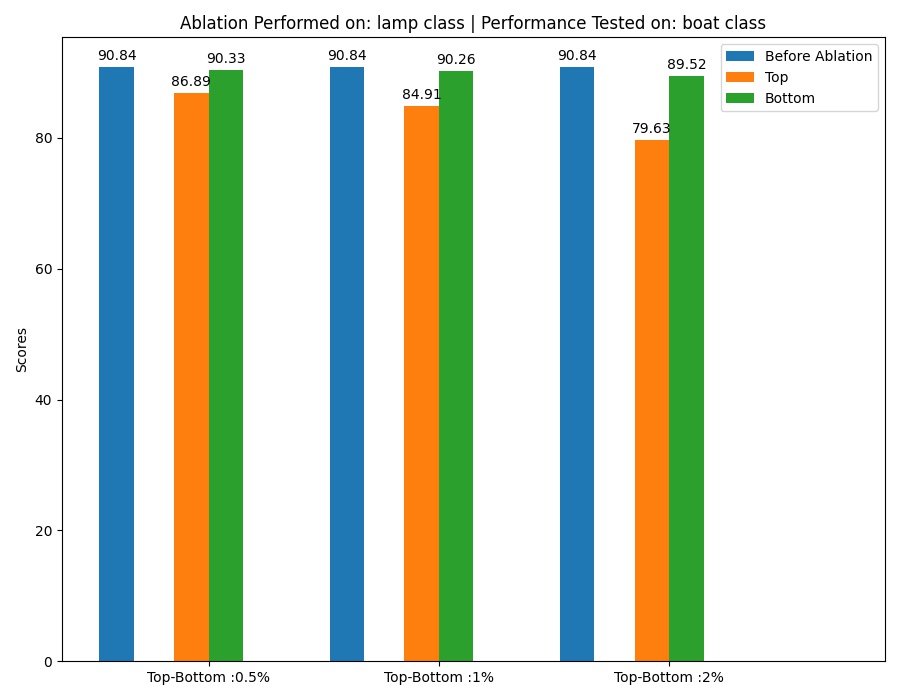 Ablation Performed on: lamp class | Performance Tested on: boat class
90.84
86.89
90.33
90.84
84.91
90.26
90.84
79.63
89.52
Before Ablation
Top
Bottom
Scores
80
60
40
20
0
Top-Bottom :0.5%
Top-Bottom :1%
Top-Bottom :2%